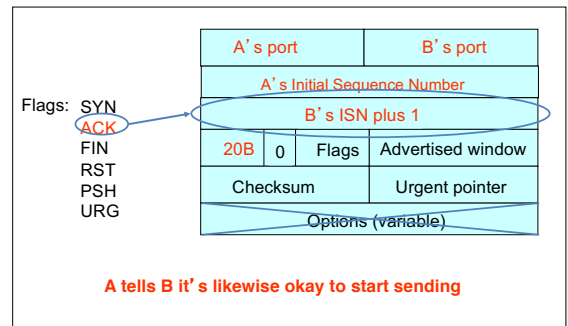 A's port B's port
A's Initial Sequence Number
Flags: SYN
B's ISN plus 1
ACK
FIN
20B 0 Flags Advertised window
RST
Checksum Urgent pointer
PSH
URG
Options (variable)
A tells B it's likewise okay to start sending